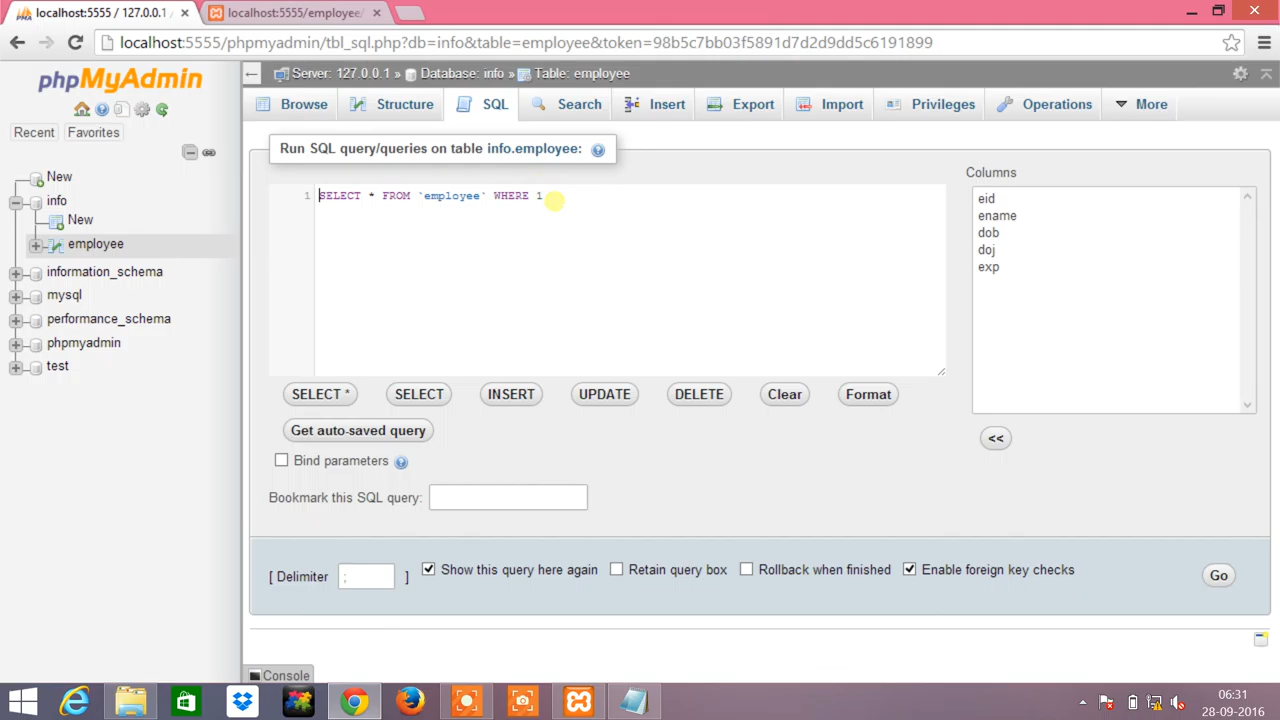 localhost:5555 / 127.0.0.1
localhost:5555/employee/
localhost:5555/phpmyadmin/tbl_sql.php?db=info&table=employee&token=98b5c7bb03f5891d7d2d9dd5c6191899
phpMyAdmin
Recent Favorites
New
info
New
employee
information_schema
mysql
performance_schema
phpmyadmin
test
Server: 127.0.0.1 » Database: info » Table: employee
Browse Structure SQL Search Insert Export Import Privileges Operations More
Run SQL query/queries on table info.employee:
1 SELECT * FROM `employee` WHERE 1
Columns
eid
ename
dob
doj
exp
<<
SELECT * SELECT INSERT UPDATE DELETE Clear Format
Get auto-saved query
Bind parameters
Bookmark this SQL query:
[ Delimiter ; ] Show this query here again Retain query box Rollback when finished Enable foreign key checks Go
Console
06:31
28-09-2016